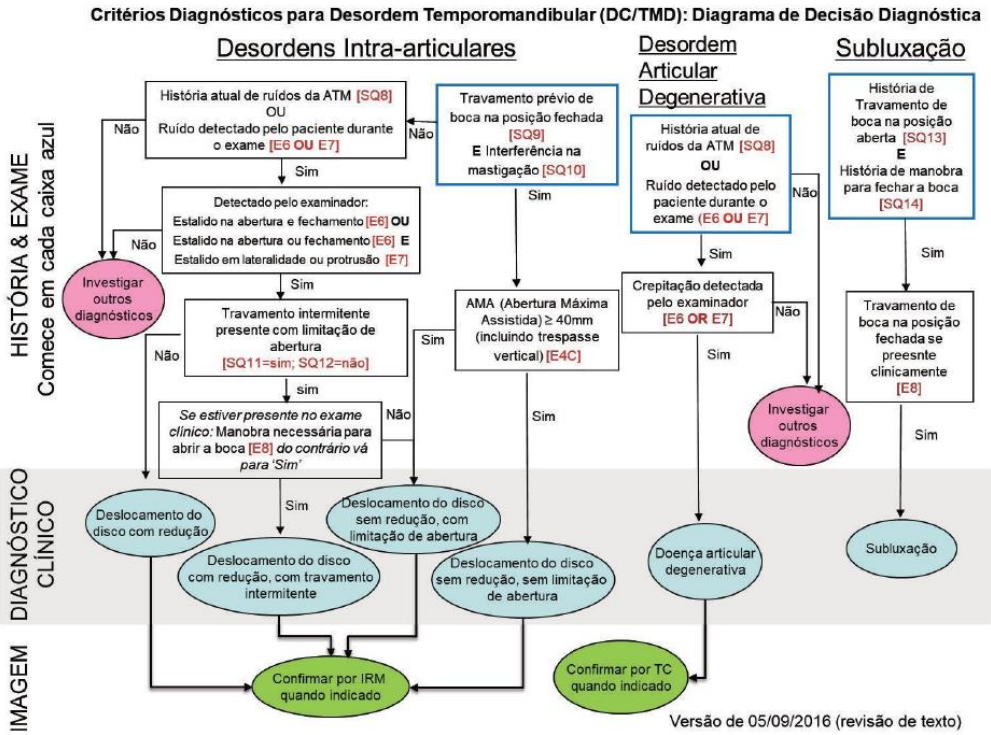 Critérios Diagnósticos para Desordem Temporomandibular (DC/TMD): Diagrama de Decisão Diagnóstica
Desordens Intra-articulares
Desordem
Articular
Degenerativa
Subluxação
HISTÓRIA & EXAME
Comece em cada caixa azul
História atual de ruídos da ATM [SQ8]
OU
Ruído detectado pelo paciente durante
o exame [E6 OU E7]
Não
Sim
Não
Travamento prévio de
boca na posição fechada
[SQ9]
E Interferência na
mastigação [SQ10]
Sim
Detectado pelo examinador:
Estalido na abertura e fechamento [E6] OU
Estalido na abertura ou fechamento [E6] E
Estalido em lateralidade ou protrusão [E7]
Não
Sim
Investigar
outros
diagnósticos
Travamento intermitente
presente com limitação de
abertura
[SQ11=sim; SQ12=não]
Não
sim
Se estiver presente no exame
clínico: Manobra necessária para
abrir a boca [E8] do contrário vá
para ‘Sim’
Não
Sim
AMA (Abertura Máxima
Assistida) ≥ 40mm
(incluindo trespasse
vertical) [E4C]
Sim
Sim
História atual de
ruídos da ATM [SQ8]
OU
Ruído detectado pelo
paciente durante o
exame (E6 OU E7]
Não
Sim
Crepitação detectada
pelo examinador
[E6 OR E7]
Não
Sim
Investigar
outros
diagnósticos
História de
Travamento de
boca na posição
aberta [SQ13]
E
História de manobra
para fechar a boca
[SQ14]
Sim
Travamento de
boca na posição
fechada se
preesnte
clínicamente
[E8]
Sim
DIAGNÓSTICO
CLÍNICO
Deslocamento do
disco com redução
Deslocamento do disco
com redução, com travamento
intermitente
Deslocamento do disco
sem redução, com
limitação de abertura
Deslocamento do disco
sem redução, sem limitação
de abertura
Doença articular
degenerativa
Subluxação
IMAGEM
Confirmar por IRM
quando indicado
Confirmar por TC
quando indicado
Versão de 05/09/2016 (revisão de texto)